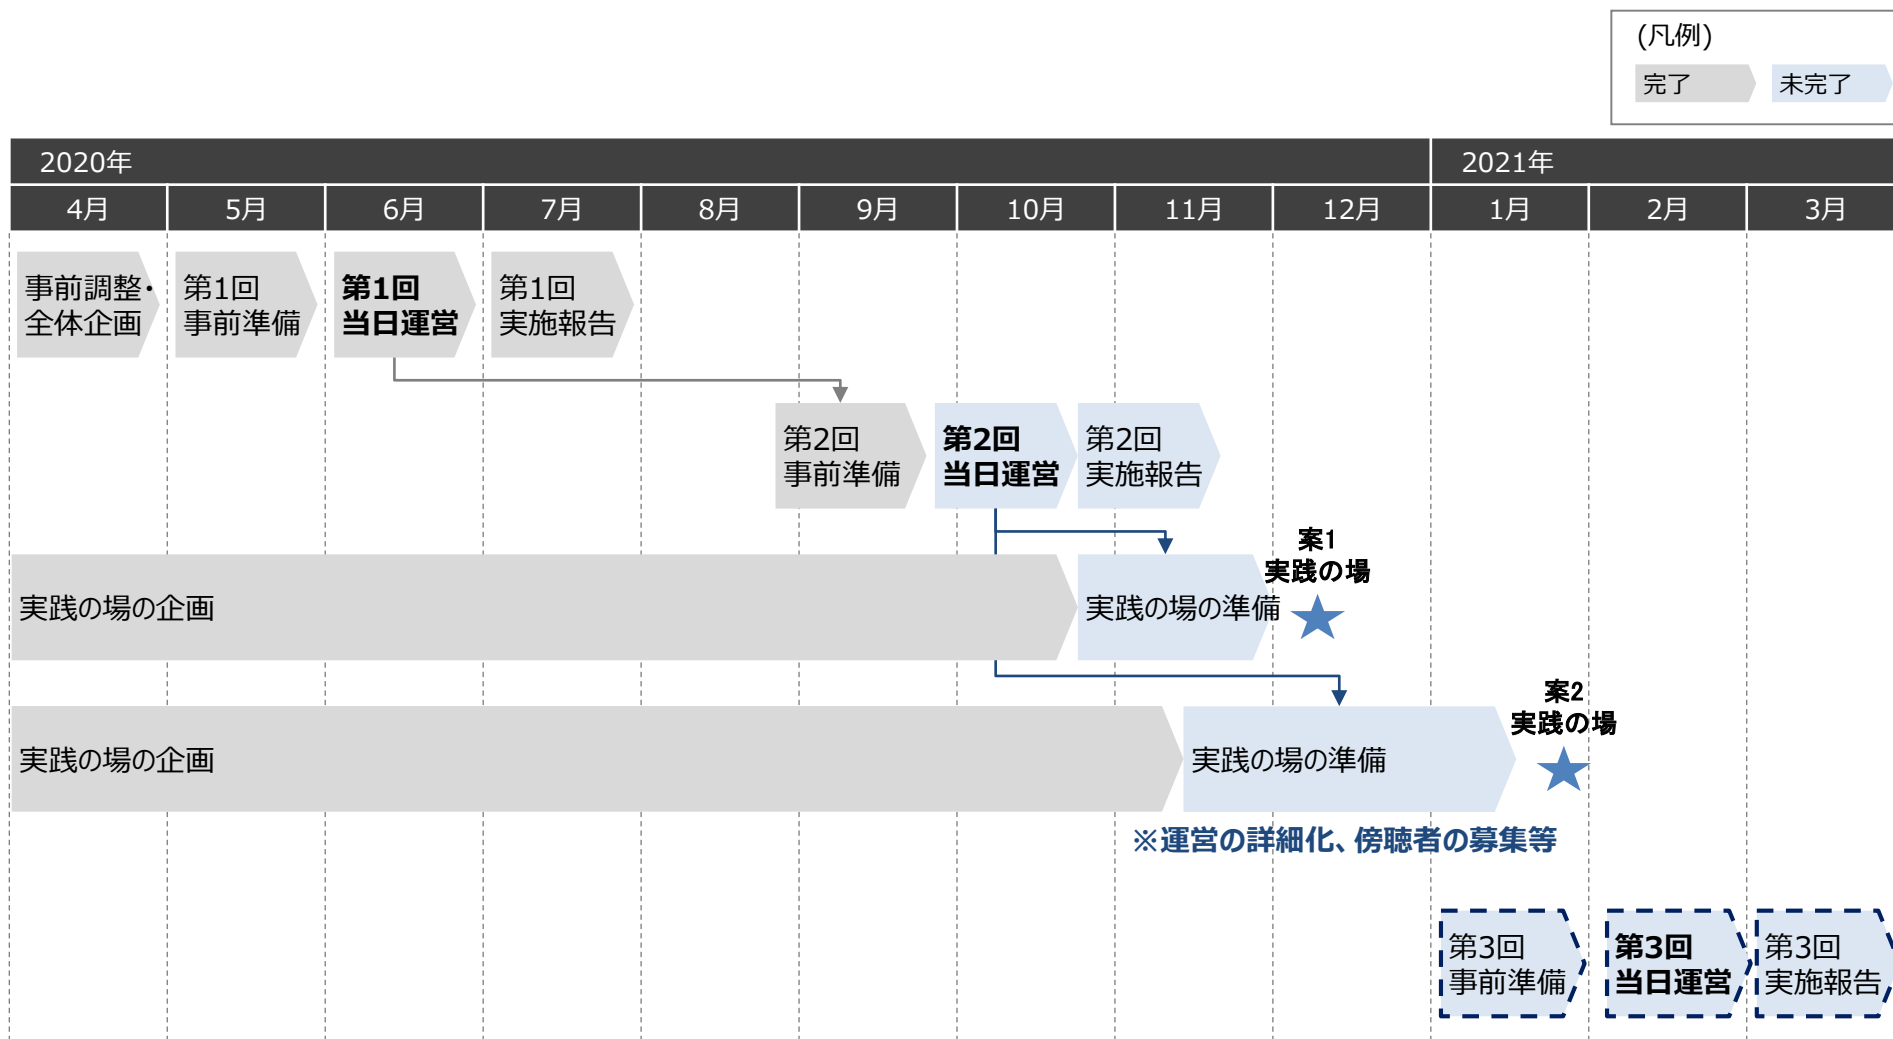 (凡例)
完了
未完了
2020年
2021年
4月
5月
6月
7月
8月
9月
10月
11月
12月
1月
2月
3月
事前調整・
全体企画
第1回
事前準備
第1回
当日運営
第1回
実施報告
第2回
事前準備
第2回
当日運営
第2回
実施報告
実践の場の企画
実践の場の準備
案1
実践の場
実践の場の企画
実践の場の準備
案2
実践の場
※運営の詳細化、傍聴者の募集等
第3回
事前準備
第3回
当日運営
第3回
実施報告